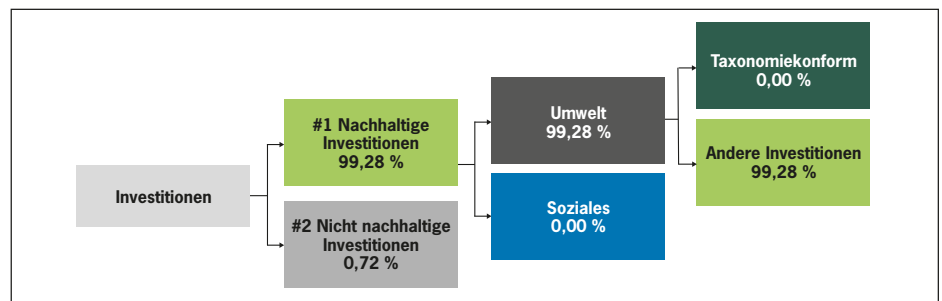 Investitionen
#1 Nachhaltige
Investitionen
99,28 %
#2 Nicht nachhaltige
Investitionen
0,72 %
Umwelt
99,28 %
Soziales
0,00 %
Taxonomiekonform
0,00 %
Andere Investitionen
99,28 %